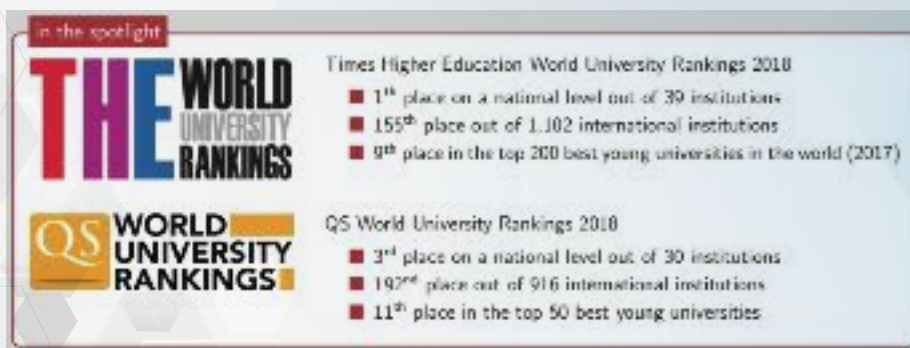 in the spotlight
THE WORLD
UNIVERSITY
RANKINGS
Times Higher Education World University Rankings 2018
1th place on a national level out of 39 institutions
155th place out of 1.102 international institutions
9th place in the top 200 best young universities in the world (2017)
QS WORLD
UNIVERSITY
RANKINGS
QS World University Rankings 2018
3rd place on a national level out of 30 institutions
192nd place out of 916 international institutions
11th place in the top 50 best young universities